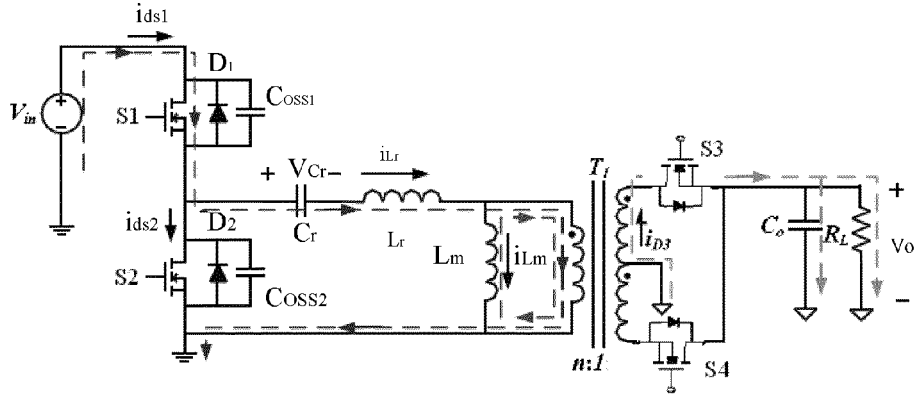 ids1
D1
COSS1
Vin
+
−
S1
+ VCr −
iLr
Cr
Lr
ids2
D2
COSS2
S2
Lm
iLm
T1
n:1
S3
iD3
Co
RL
+
Vo
−
S4